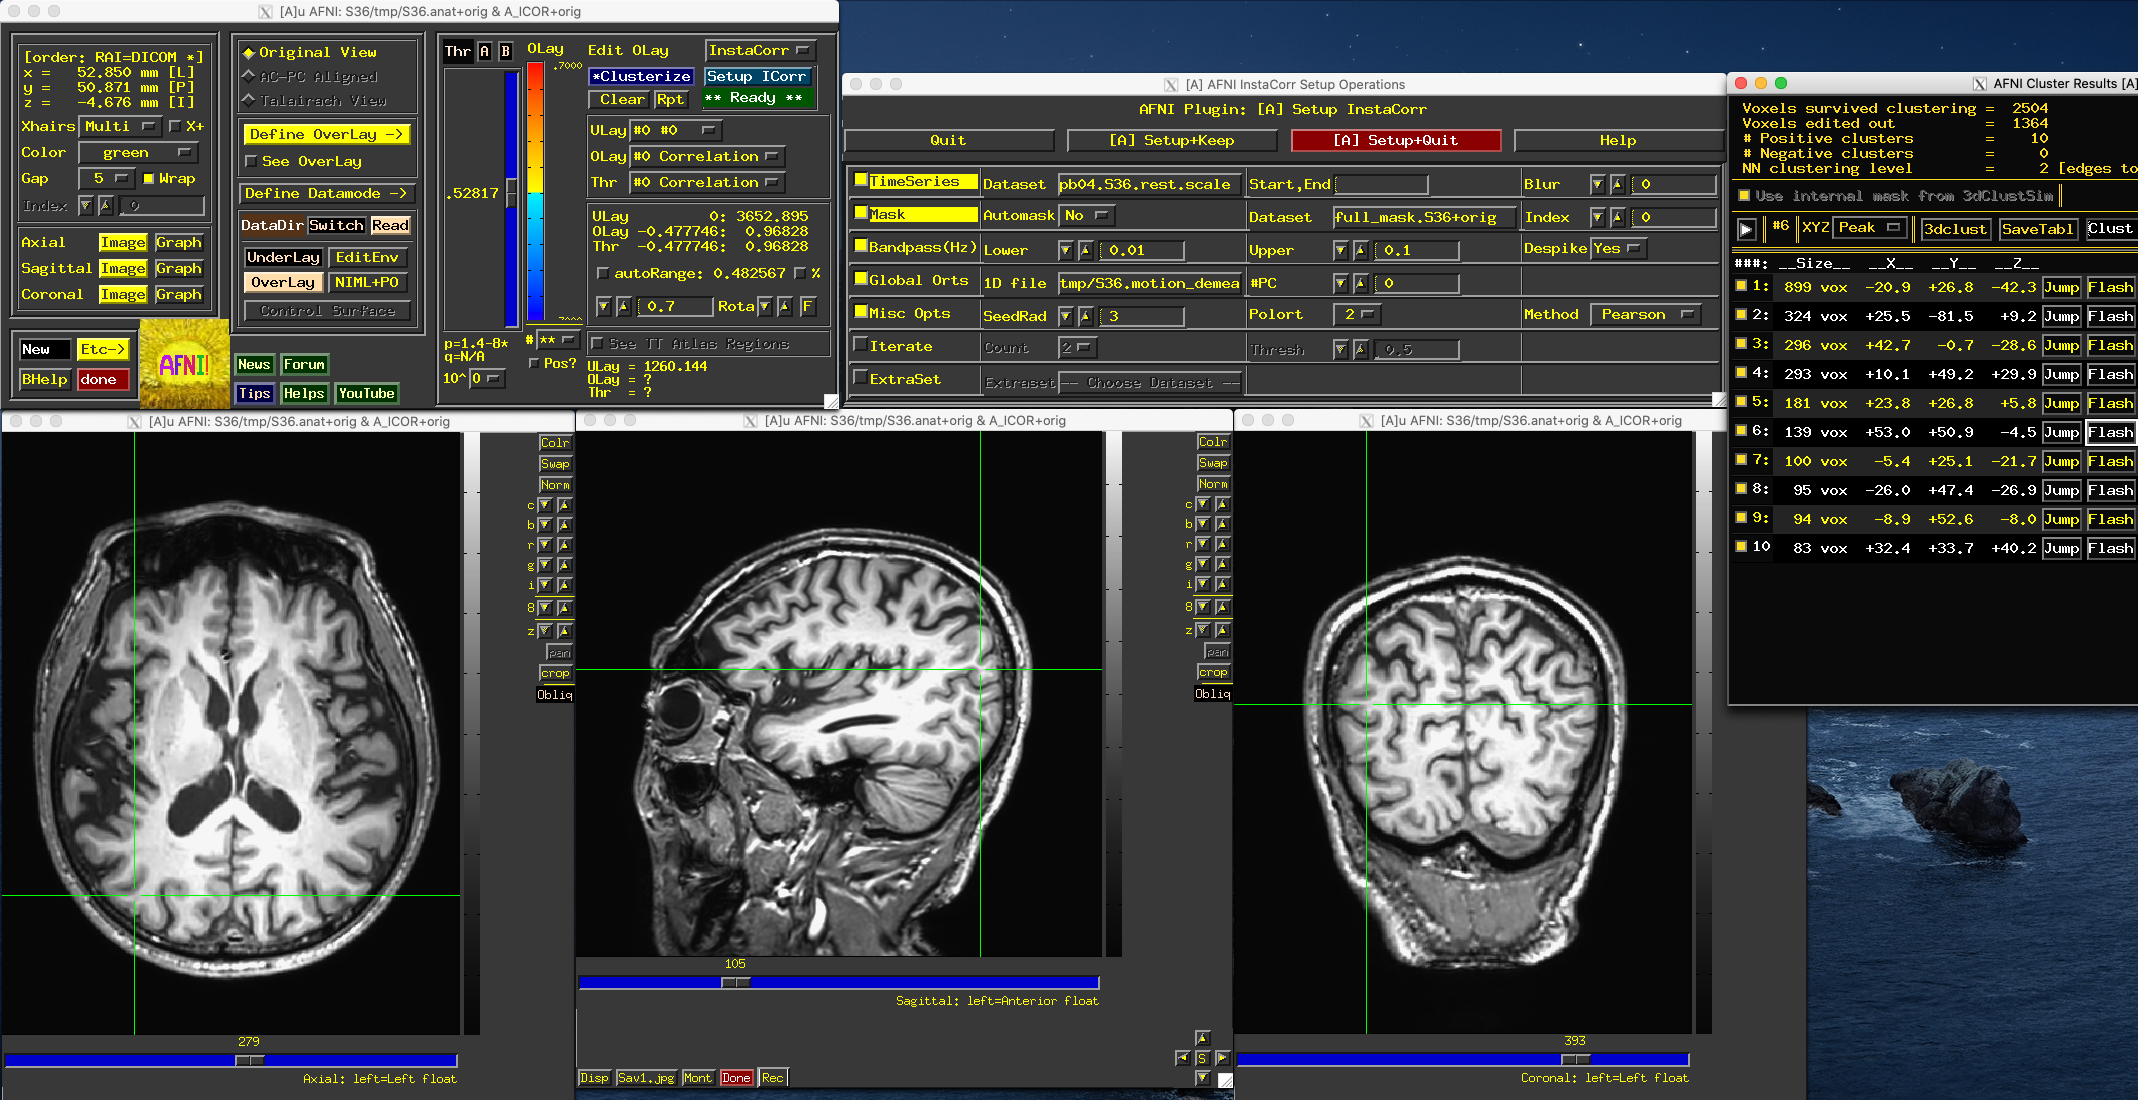 [A]u AFNI: S36/tmp/S36.anat+orig & A_ICOR+orig
[order: RAI=DICOM *]
x = 52.850 mm [L]
y = 50.871 mm [P]
z = -4.676 mm [I]
Xhairs Multi X+
Color green
Gap 5 Wrap
Index 0
Axial Image Graph
Sagittal Image Graph
Coronal Image Graph
New Etc->
BHelp done
AFNI!
Original View
AC-PC Aligned
Talairach View
Define OverLay ->
See OverLay
Define Datamode ->
DataDir Switch Read
UnderLay EditEnv
OverLay NIML+PO
Control Surface
News Forum
Tips Helps YouTube
Thr A B OLay
.7000
.52817
p=1.4-8*
q=N/A
10^ 0
# **
Pos?
Edit OLay InstaCorr
*Clusterize Setup ICorr
Clear Rpt ** Ready **
ULay #0 #0
OLay #0 Correlation
Thr #0 Correlation
ULay 0: 3652.895
OLay -0.477746: 0.96828
Thr -0.477746: 0.96828
autoRange: 0.482567 %
0.7 Rota F
See TT Atlas Regions
ULay = 1260.144
OLay = ?
Thr = ?
[A] AFNI InstaCorr Setup Operations
AFNI Plugin: [A] Setup InstaCorr
Quit [A] Setup+Keep [A] Setup+Quit Help
TimeSeries Dataset pb04.S36.rest.scale Start,End Blur 0
Mask Automask No Dataset full_mask.S36+orig Index 0
Bandpass(Hz) Lower 0.01 Upper 0.1 Despike Yes
Global Orts 1D file tmp/S36.motion_demea #PC 0
Misc Opts SeedRad 3 Polort 2 Method Pearson
Iterate Count 2 Thresh 0.5
ExtraSet Extraset -- Choose Dataset --
AFNI Cluster Results [A]
Voxels survived clustering = 2504
Voxels edited out = 1364
# Positive clusters = 10
# Negative clusters = 0
NN clustering level = 2 [edges to
Use internal mask from 3dClustSim
#6 XYZ Peak 3dclust SaveTabl Clust
###: __Size__ __X__ __Y__ __Z__
1: 899 vox -20.9 +26.8 -42.3 Jump Flash
2: 324 vox +25.5 -81.5 +9.2 Jump Flash
3: 296 vox +42.7 -0.7 -28.6 Jump Flash
4: 293 vox +10.1 +49.2 +29.9 Jump Flash
5: 181 vox +23.8 +26.8 +5.8 Jump Flash
6: 139 vox +53.0 +50.9 -4.5 Jump Flash
7: 100 vox -5.4 +25.1 -21.7 Jump Flash
8: 95 vox -26.0 +47.4 -26.9 Jump Flash
9: 94 vox -8.9 +52.6 -8.0 Jump Flash
10 83 vox +32.4 +33.7 +40.2 Jump Flash
[A]u AFNI: S36/tmp/S36.anat+orig & A_ICOR+orig
Colr
Swap
Norm
c
b
r
g
i
8
z
pan
crop
Obliq
279
Axial: left=Left float
[A]u AFNI: S36/tmp/S36.anat+orig & A_ICOR+orig
Colr
Swap
Norm
c
b
r
g
i
8
z
pan
crop
Obliq
105
Sagittal: left=Anterior float
S
Disp Sav1.jpg Mont Done Rec
[A]u AFNI: S36/tmp/S36.anat+orig & A_ICOR+orig
393
Coronal: left=Left float